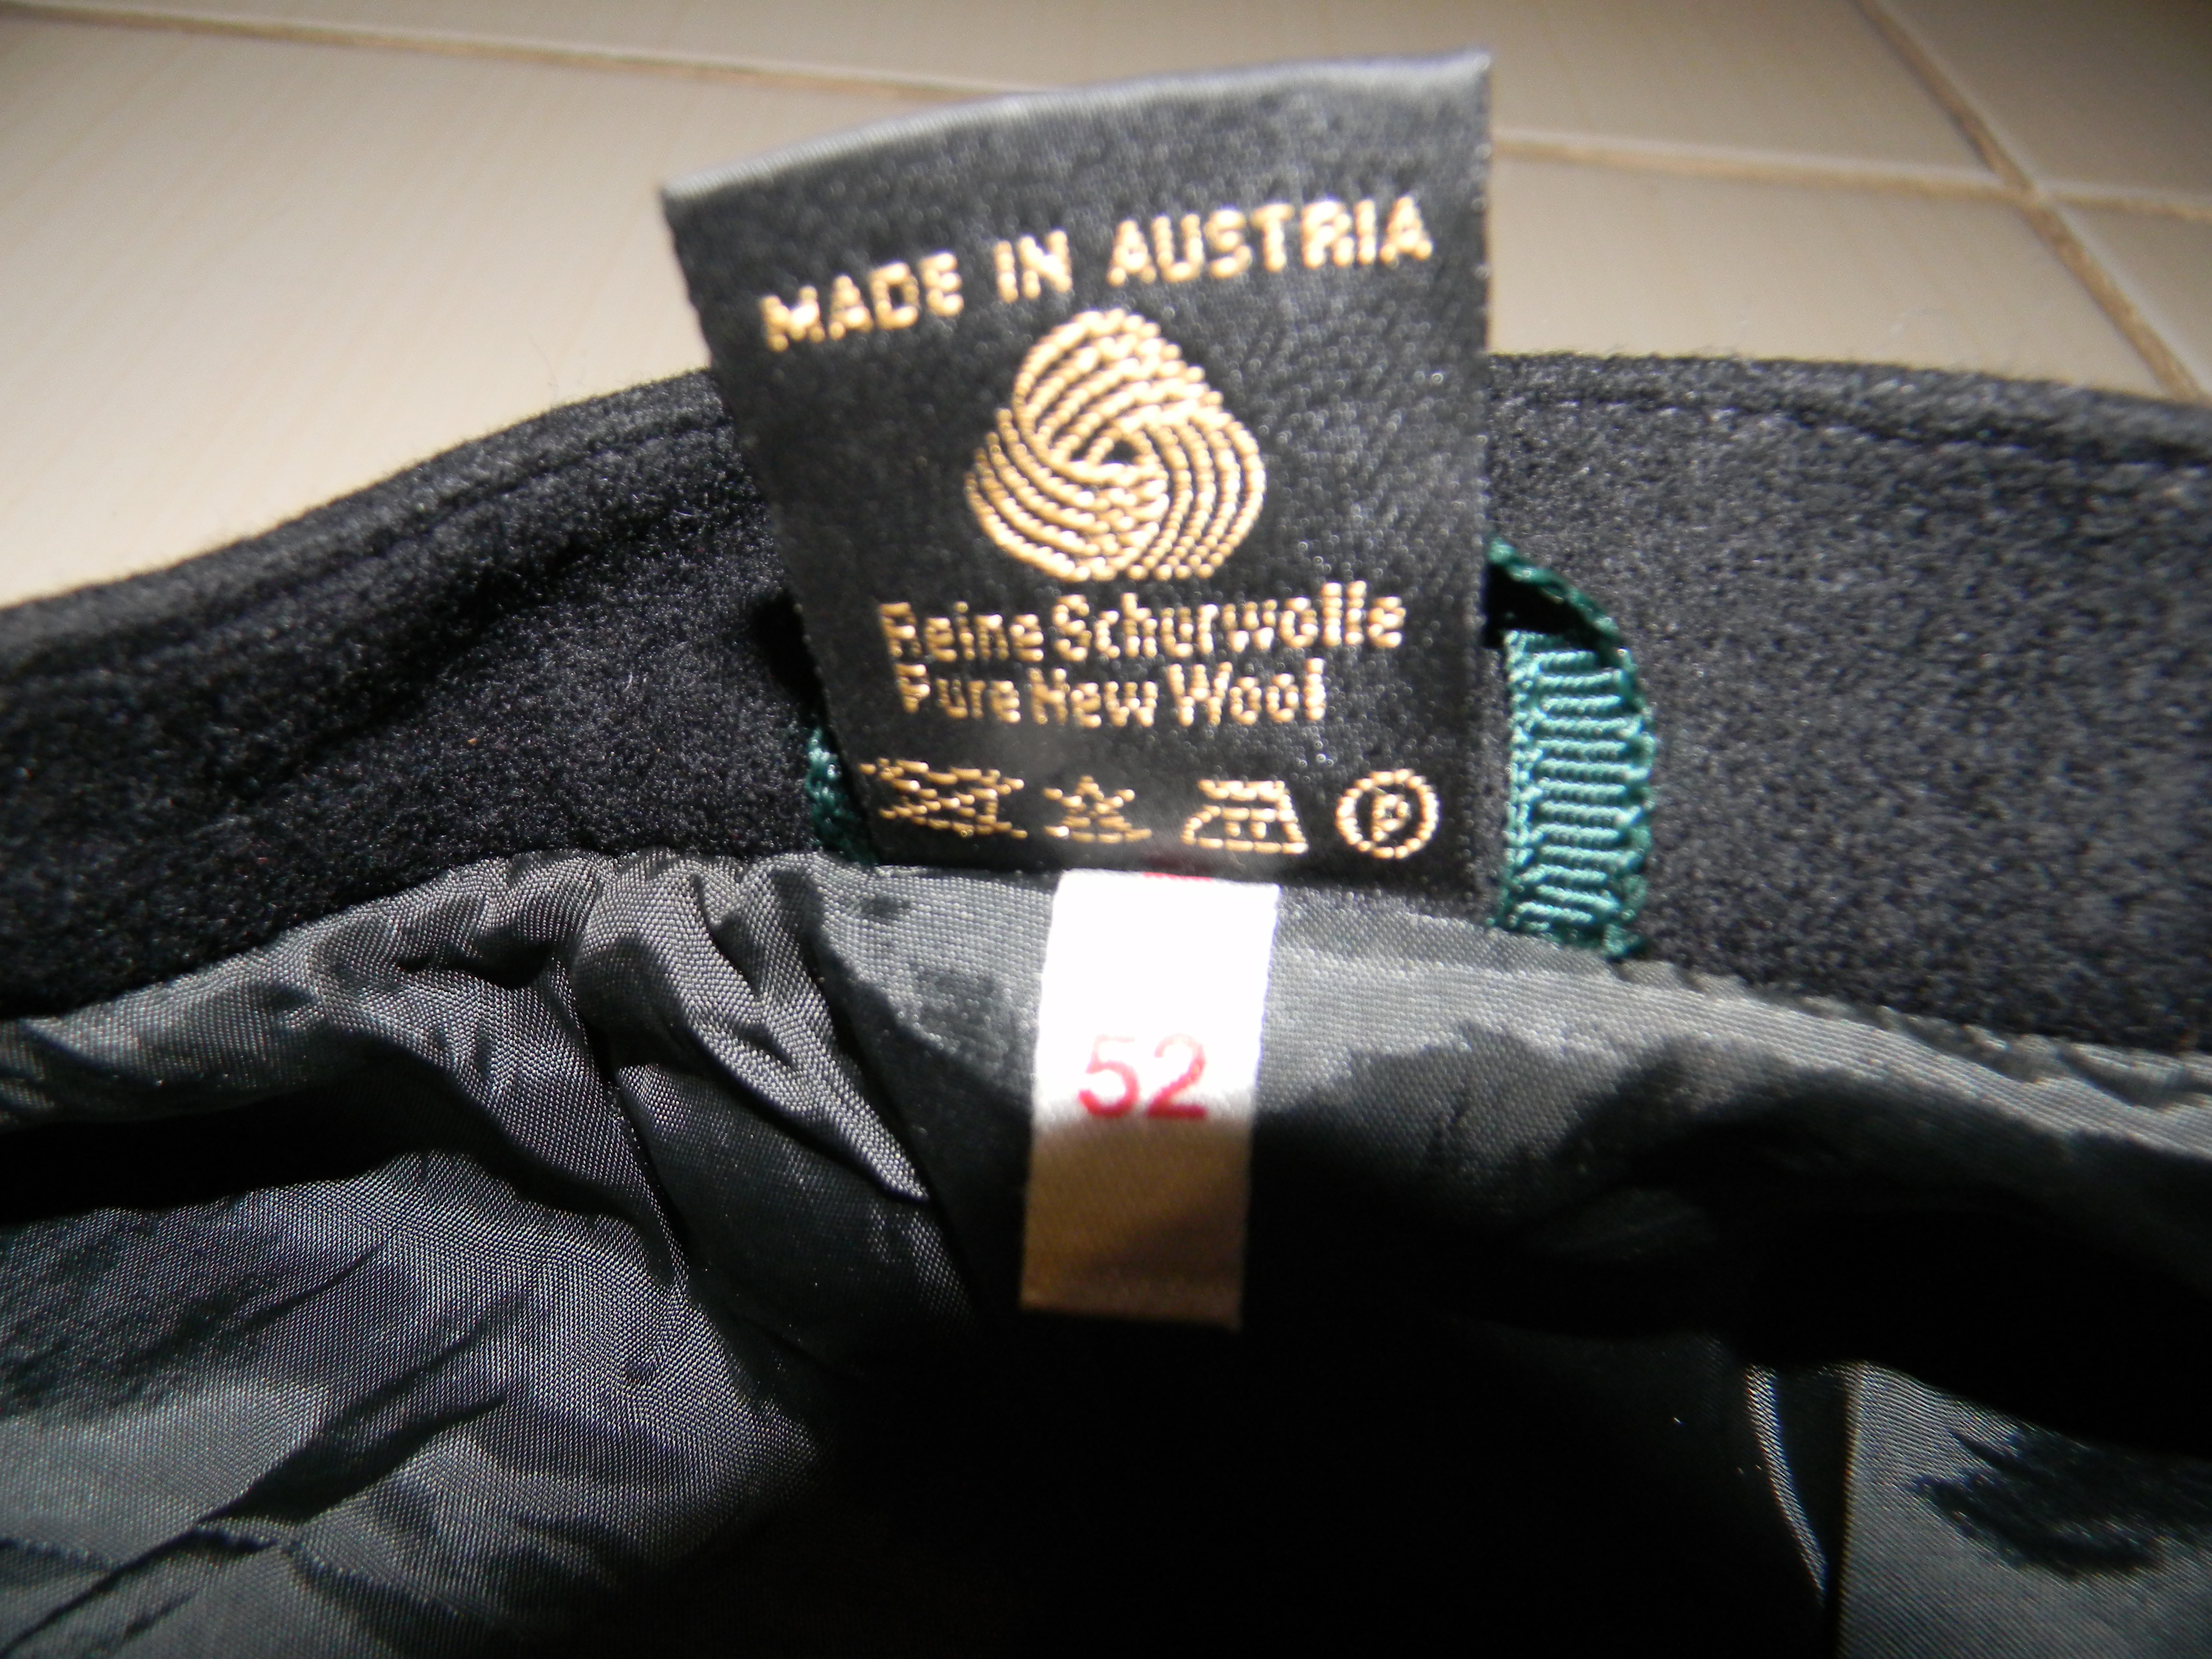 MADE IN AUSTRIA
Reine Schurwolle
Pure New Wool
P
52